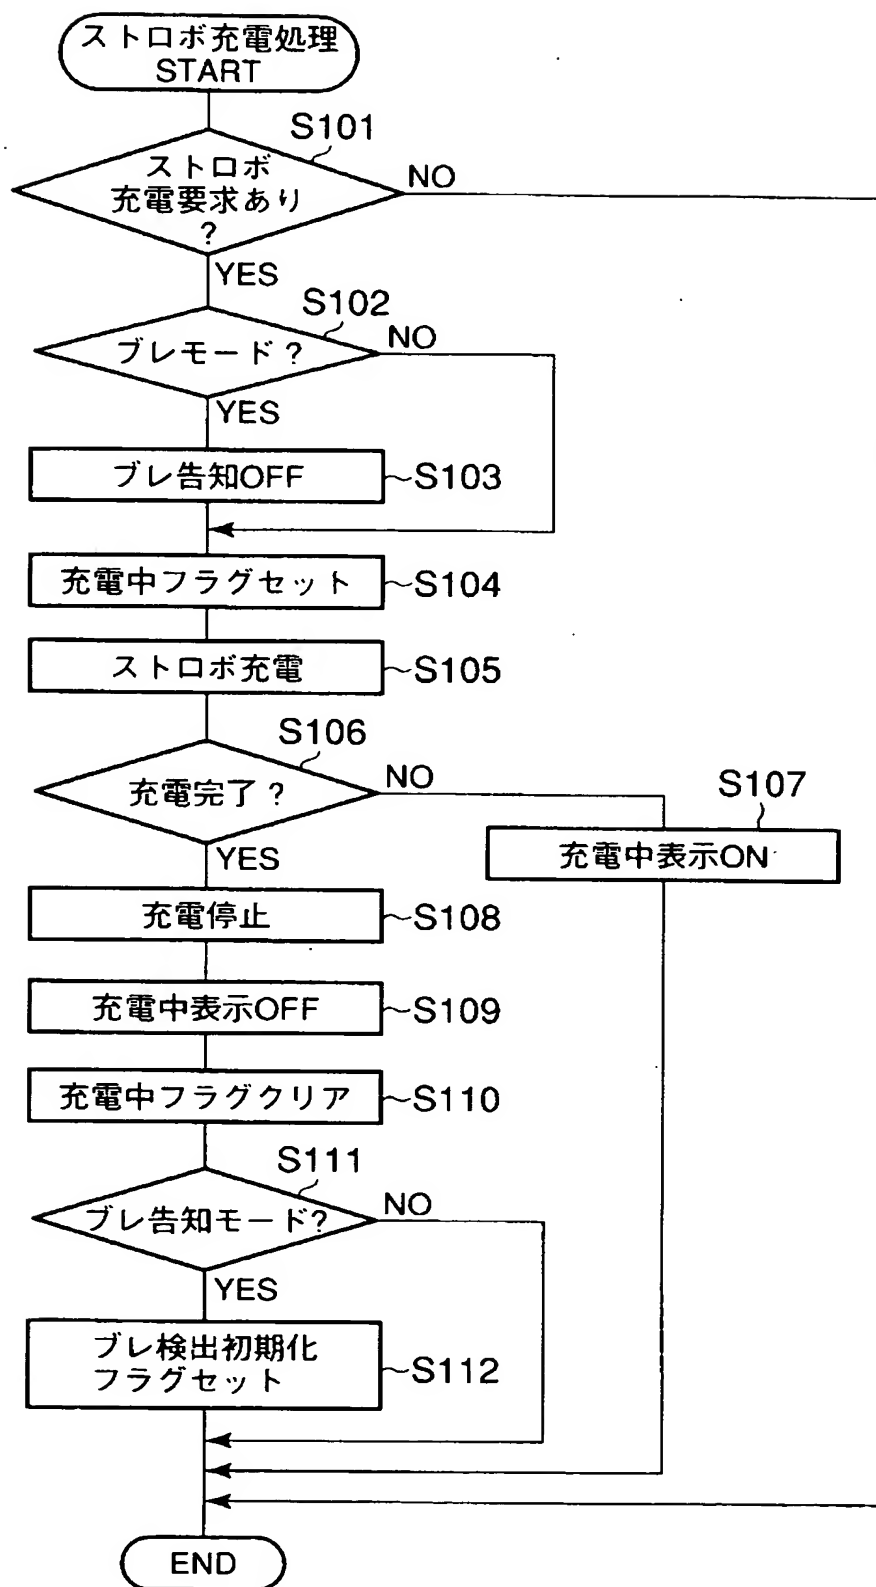 ストロボ充電処理
START
S101
ストロボ
充電要求あり
?
NO
YES
S102
ブレモード?
NO
YES
ブレ告知OFF
S103
充電中フラグセット
S104
ストロボ充電
S105
S106
充電完了?
NO
S107
充電中表示ON
YES
充電停止
S108
充電中表示OFF
S109
充電中フラグクリア
S110
S111
ブレ告知モード?
NO
YES
ブレ検出初期化
フラグセット
S112
END